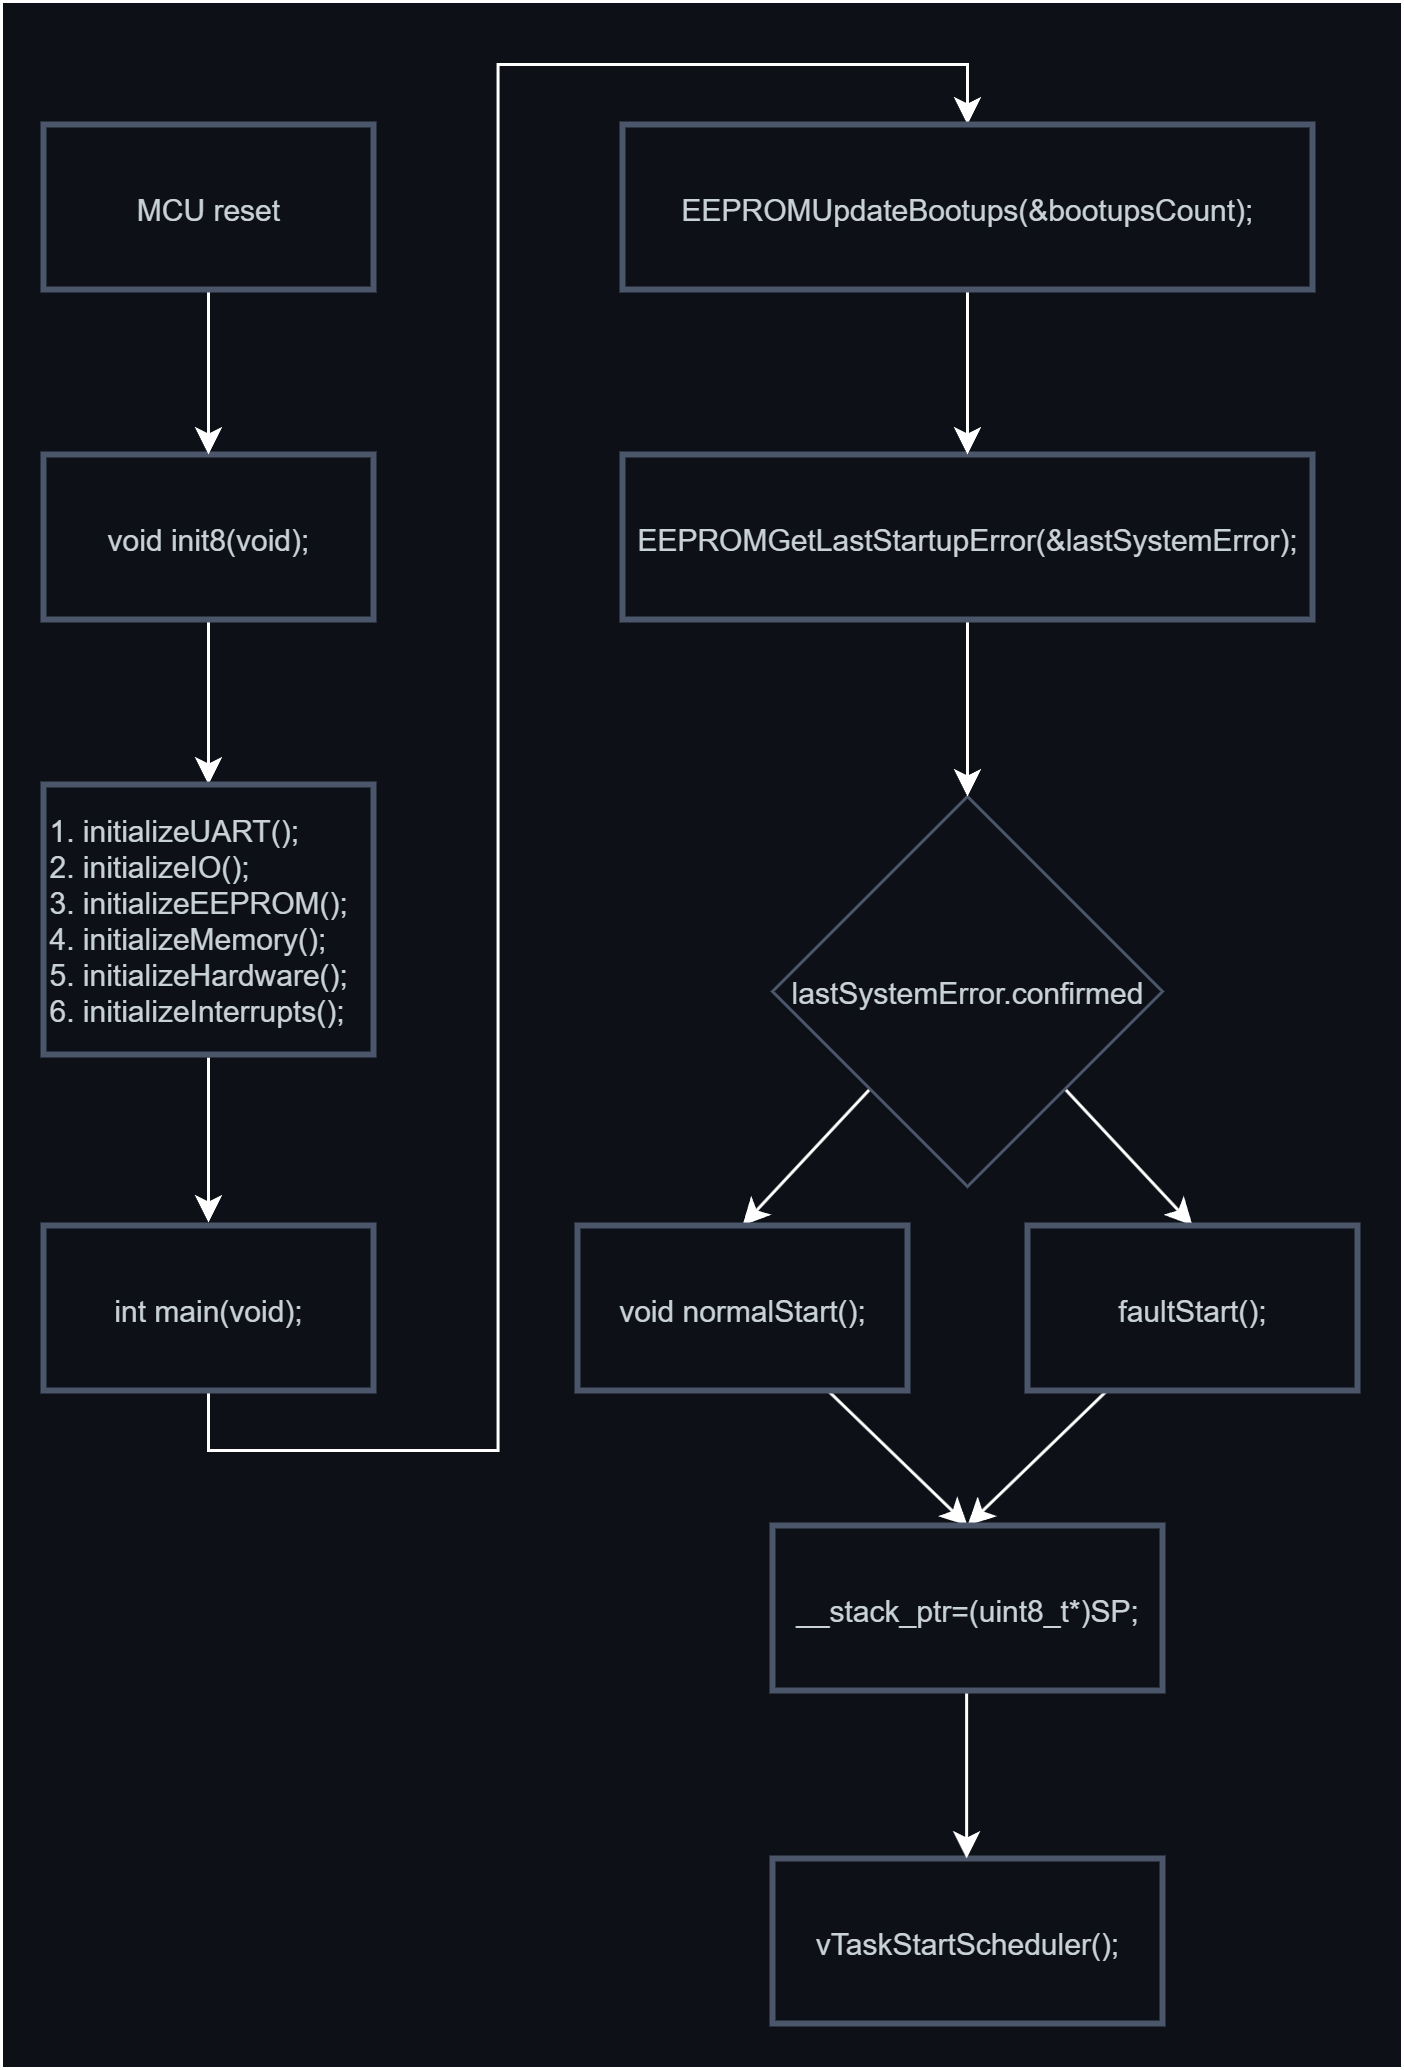 MCU reset
void init8(void);
1. initializeUART();
2. initializeIO();
3. initializeEEPROM();
4. initializeMemory();
5. initializeHardware();
6. initializeInterrupts();
int main(void);
EEPROMUpdateBootups(&bootupsCount);
EEPROMGetLastStartupError(&lastSystemError);
lastSystemError.confirmed
void normalStart();
faultStart();
__stack_ptr=(uint8_t*)SP;
vTaskStartScheduler();